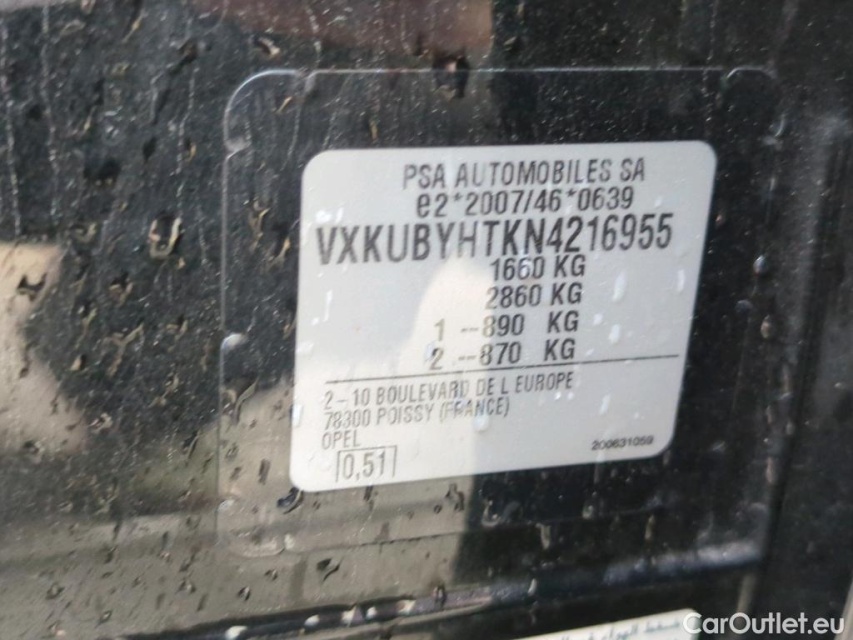 PSA AUTOMOBILES SA
e2*2007/46*0639
VXKUBYHTKN4216955
1660 KG
2860 KG
1 --890 KG
2 --870 KG
2-10 BOULEVARD DE L EUROPE
78300 POISSY (FRANCE)
OPEL
0,51
200631059
CarOutlet.eu